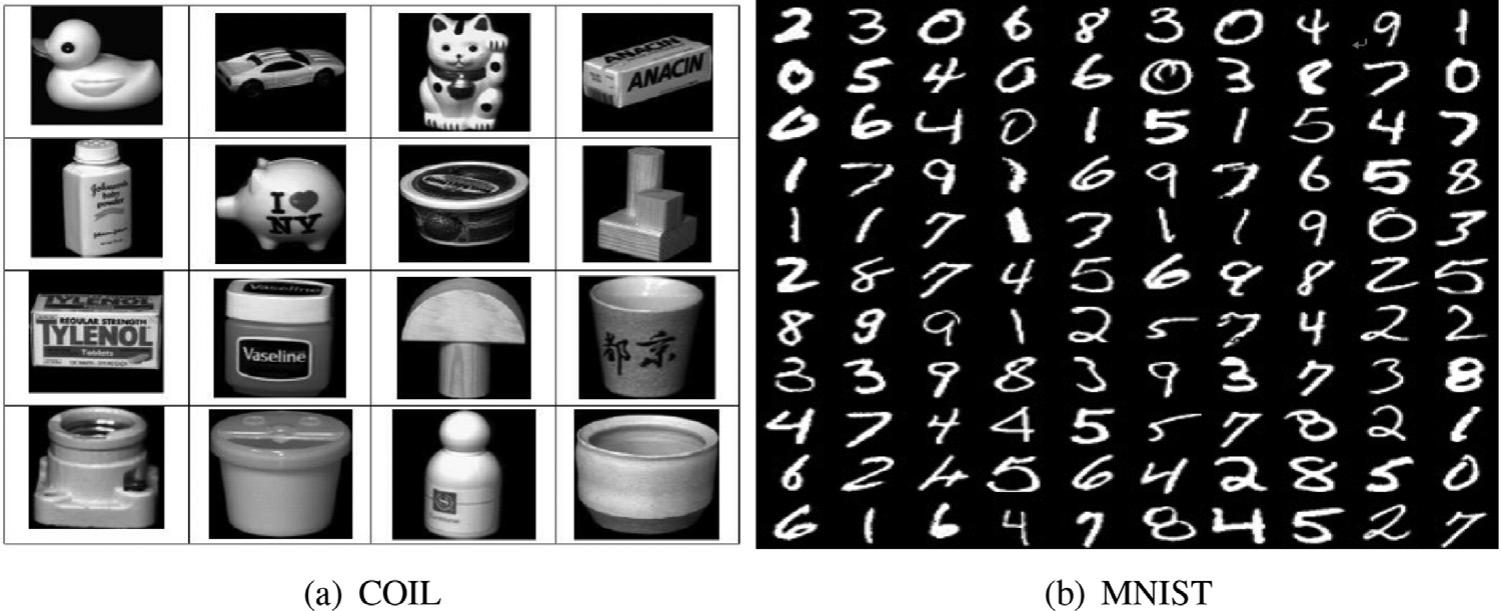 ANACIN
ANACIN
Johnson's
baby
powder
I
NY
TYLENOL
REGULAR STRENGTH
TYLENOL
Tablets
Vaseline
Vaseline
都 京
2 3 0 6 8 3 0 4 9 1
0 5 4 0 6 0 3 8 7 0
0 6 4 0 1 5 1 5 4 7
1 7 9 1 6 9 7 6 5 8
1 1 7 1 3 1 1 9 0 3
2 8 7 4 5 6 9 8 2 5
8 9 9 1 2 5 7 4 2 2
3 3 9 8 3 9 3 7 3 8
4 7 4 4 5 5 7 8 2 1
6 2 4 5 6 4 2 8 5 0
6 1 6 4 7 8 4 5 2 7
(a) COIL
(b) MNIST